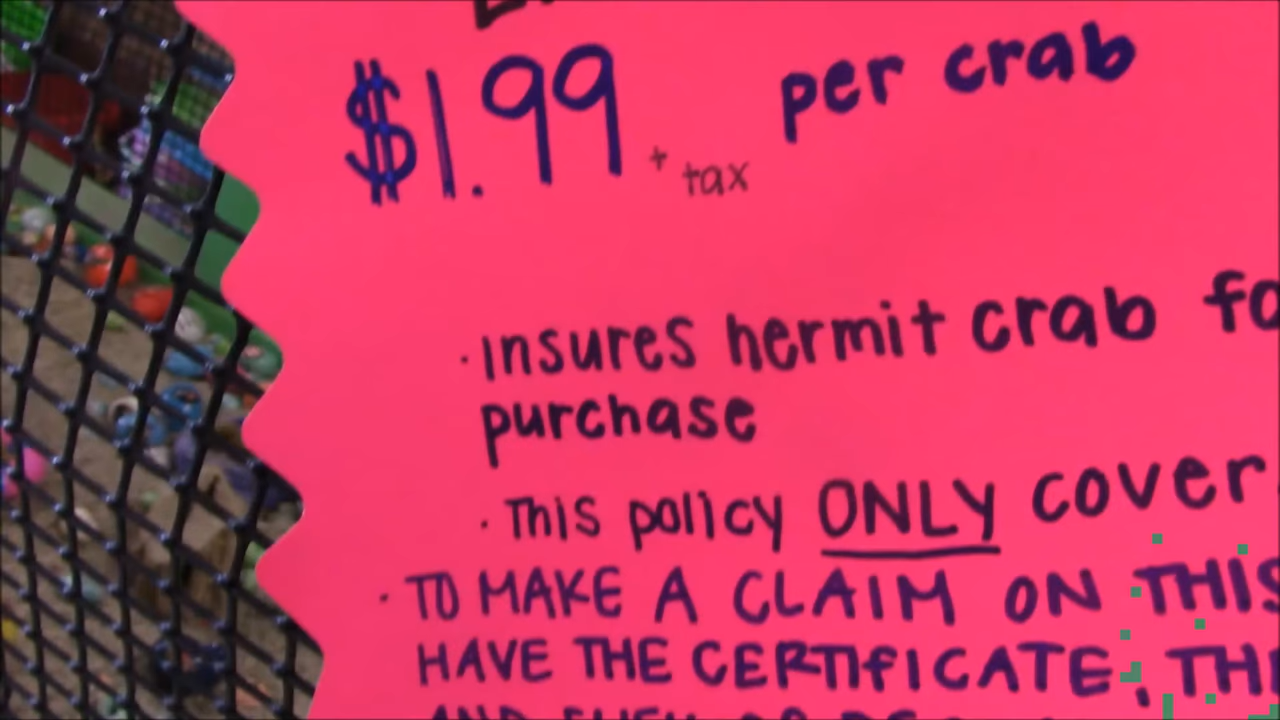 $1.99 + tax per crab
· Insures hermit crab
purchase
· This policy ONLY cover
· TO MAKE A CLAIM ON THIS
HAVE THE CERTIFICATE, THE